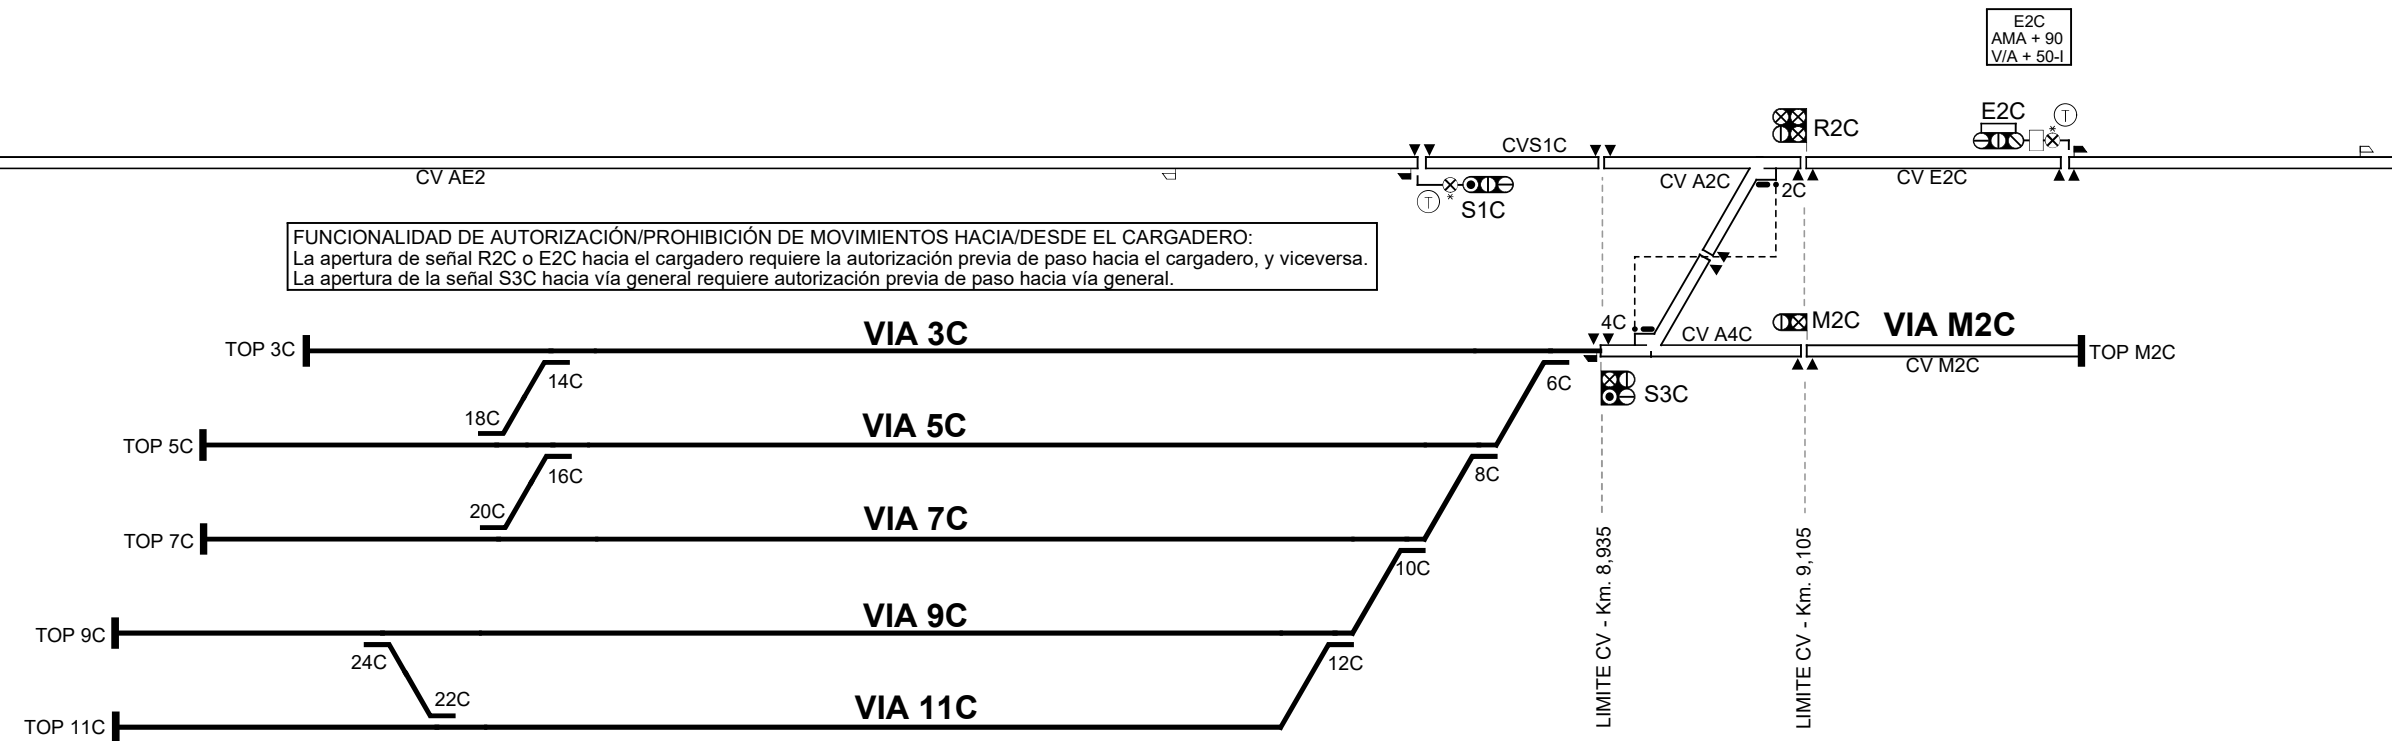 E2C
AMA + 90
V/A + 50-I
E2C
T
*
R2C
CVS1C
CV AE2
CV A2C
CV E2C
2C
T
*
S1C
FUNCIONALIDAD DE AUTORIZACIÓN/PROHIBICIÓN DE MOVIMIENTOS HACIA/DESDE EL CARGADERO:
La apertura de señal R2C o E2C hacia el cargadero requiere la autorización previa de paso hacia el cargadero, y viceversa.
La apertura de la señal S3C hacia vía general requiere autorización previa de paso hacia vía general.
4C
M2C
VIA M2C
VIA 3C
CV A4C
TOP 3C
TOP M2C
CV M2C
14C
6C
S3C
18C
VIA 5C
TOP 5C
16C
8C
20C
VIA 7C
TOP 7C
10C
LIMITE CV - Km. 8,935
LIMITE CV - Km. 9,105
VIA 9C
TOP 9C
24C
12C
22C
VIA 11C
TOP 11C